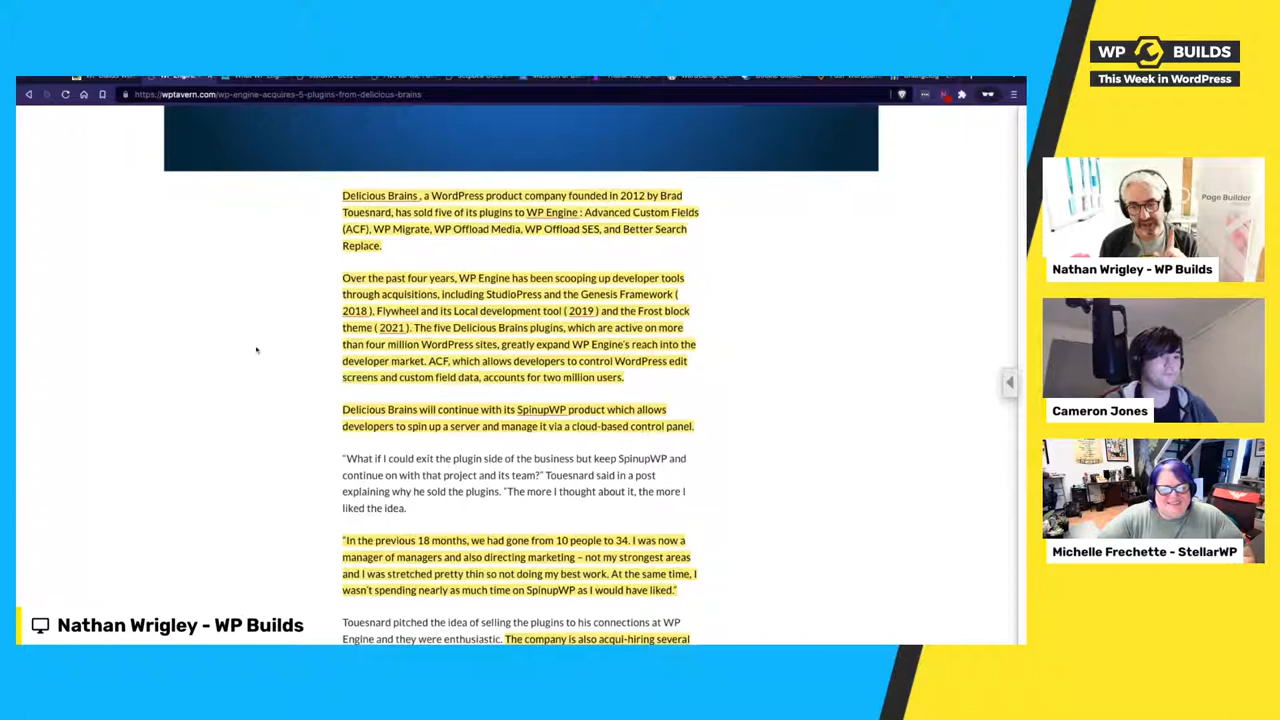 WP BUILDS
This Week in WordPress
https://wptavern.com/wp-engine-acquires-5-plugins-from-delicious-brains
Delicious Brains , a WordPress product company founded in 2012 by Brad
Touesnard, has sold five of its plugins to WP Engine : Advanced Custom Fields
(ACF), WP Migrate, WP Offload Media, WP Offload SES, and Better Search
Replace.
Over the past four years, WP Engine has been scooping up developer tools
through acquisitions, including StudioPress and the Genesis Framework (
2018 ), Flywheel and its Local development tool ( 2019 ) and the Frost block
theme ( 2021 ). The five Delicious Brains plugins, which are active on more
than four million WordPress sites, greatly expand WP Engine's reach into the
developer market. ACF, which allows developers to control WordPress edit
screens and custom field data, accounts for two million users.
Delicious Brains will continue with its SpinupWP product which allows
developers to spin up a server and manage it via a cloud-based control panel.
“What if I could exit the plugin side of the business but keep SpinupWP and
continue on with that project and its team?” Touesnard said in a post
explaining why he sold the plugins. “The more I thought about it, the more I
liked the idea.
“In the previous 18 months, we had gone from 10 people to 34. I was now a
manager of managers and also directing marketing – not my strongest areas
and I was stretched pretty thin so not doing my best work. At the same time, I
wasn't spending nearly as much time on SpinupWP as I would have liked.”
Touesnard pitched the idea of selling the plugins to his connections at WP
Engine and they were enthusiastic. The company is also acqui-hiring several
Nathan Wrigley - WP Builds
Page Builder
Nathan Wrigley - WP Builds
Cameron Jones
Michelle Frechette - StellarWP